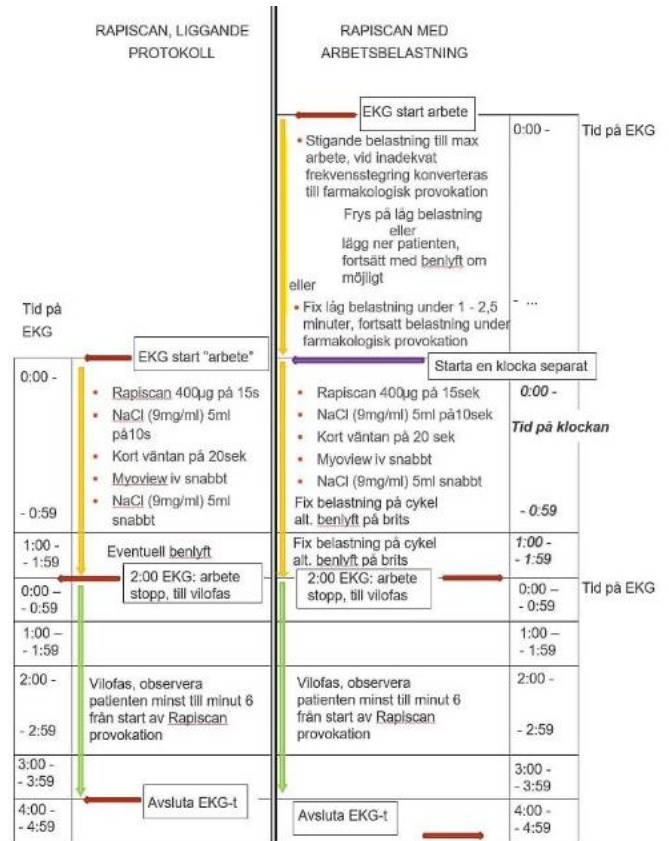 RAPISCAN, LIGGANDE
PROTOKOLL
RAPISCAN MED
ARBETSBELASTNING
EKG start arbete
0:00 -
Tid på EKG
• Stigande belastning till max
arbete, vid inadekvat
frekvensstegring konverteras
till farmakologisk provokation
Frys på låg belastning
eller
lägg ner patienten,
fortsätt med benlyft om
möjligt
eller
- ...
• Fix låg belastning under 1 - 2,5
minuter, fortsatt belastning under
farmakologisk provokation
Tid på
EKG
EKG start "arbete"
Starta en klocka separat
0:00 -
• Rapiscan 400µg på 15s
• NaCl (9mg/ml) 5ml
på10s
• Kort väntan på 20sek
• Myoview iv snabbt
• NaCl (9mg/ml) 5ml
snabbt
- 0:59
• Rapiscan 400µg på 15sek
• NaCl (9mg/ml) 5ml på10sek
• Kort väntan på 20 sek
• Myoview iv snabbt
• NaCl (9mg/ml) 5ml snabbt
Fix belastning på cykel
alt. benlyft på brits
0:00 -
Tid på klockan
- 0:59
1:00 -
- 1:59
Eventuell benlyft
Fix belastning på cykel
alt. benlyft på brits
1:00 -
- 1:59
2:00 EKG: arbete
stopp, till vilofas
2:00 EKG: arbete
stopp, till vilofas
0:00 –
- 0:59
0:00 –
- 0:59
Tid på EKG
1:00 –
- 1:59
1:00 –
- 1:59
2:00 -
- 2:59
Vilofas, observera
patienten minst till minut 6
från start av Rapiscan
provokation
Vilofas, observera
patienten minst till minut 6
från start av Rapiscan
provokation
2:00 -
- 2:59
3:00 -
- 3:59
3:00 -
- 3:59
Avsluta EKG-t
Avsluta EKG-t
4:00 -
- 4:59
4:00 -
- 4:59